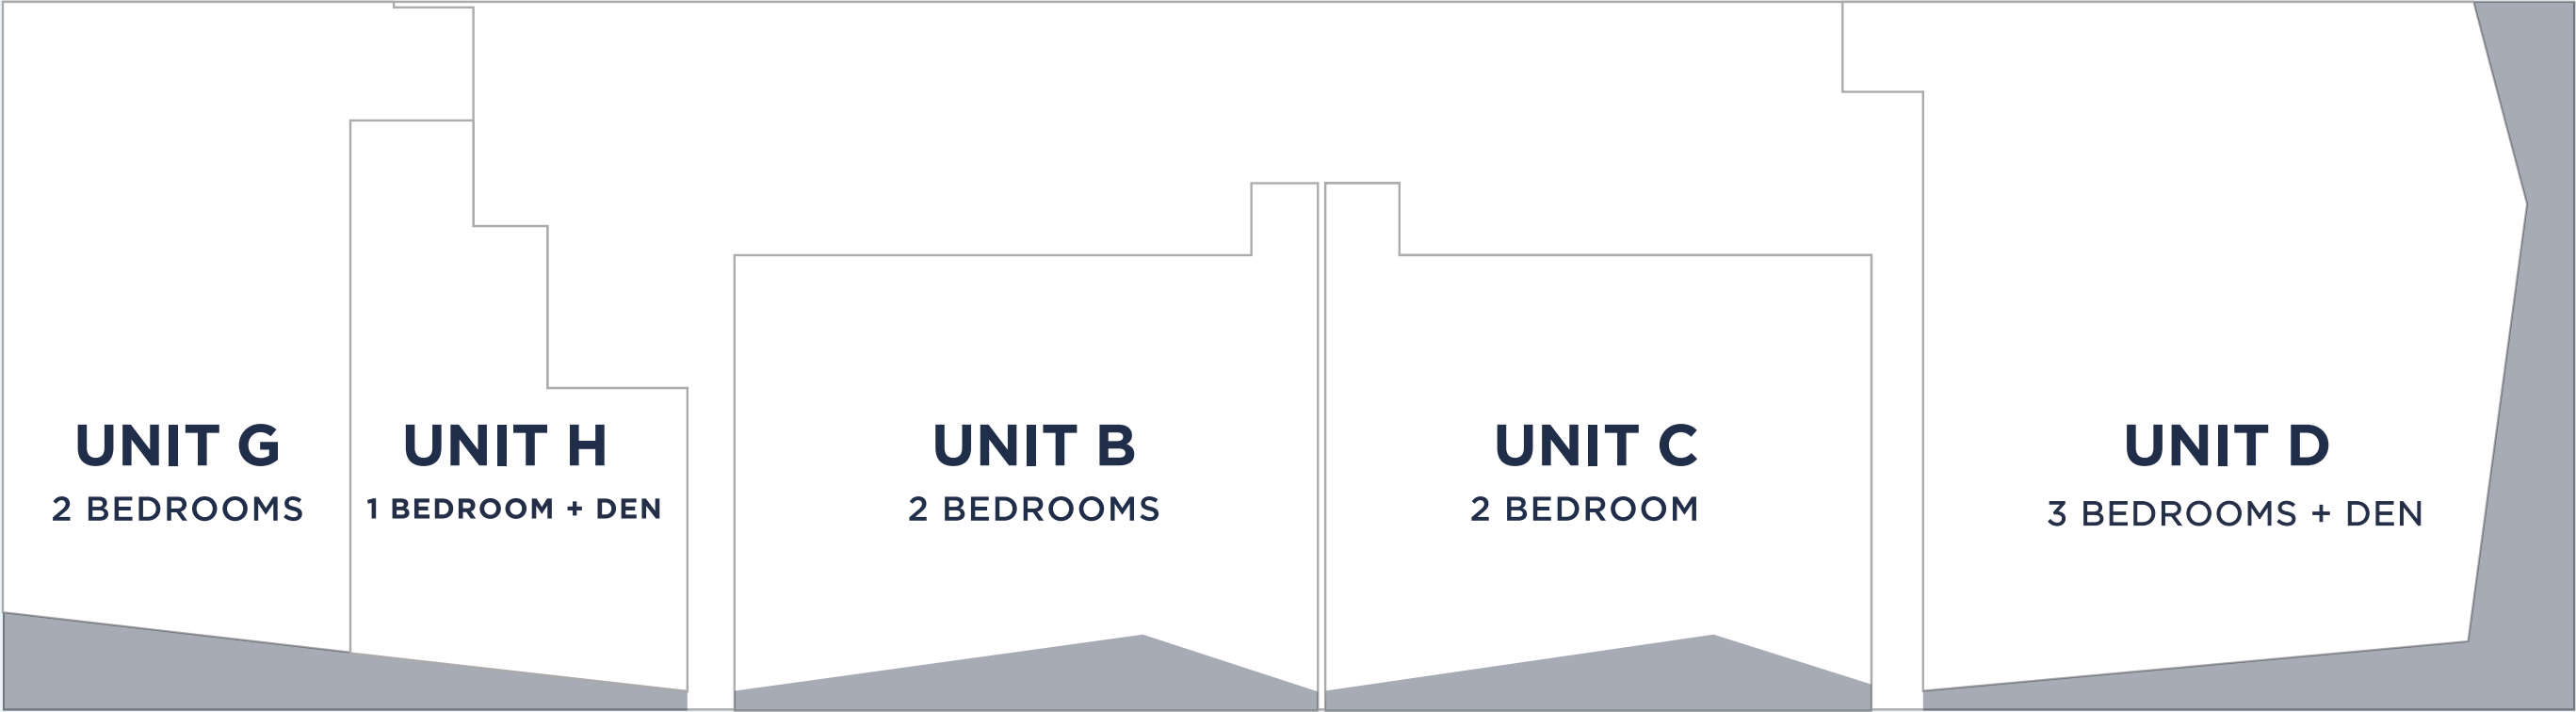 UNIT G
2 BEDROOMS
UNIT H
1 BEDROOM + DEN
UNIT B
2 BEDROOMS
UNIT C
2 BEDROOM
UNIT D
3 BEDROOMS + DEN